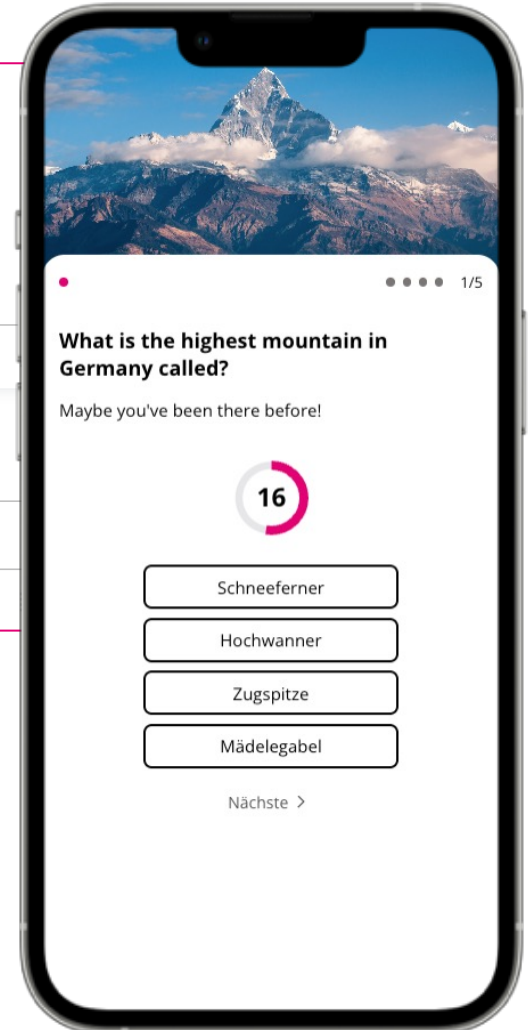 1/5
What is the highest mountain in
Germany called?
Maybe you've been there before!
16
Schneeferner
Hochwanner
Zugspitze
Mädelegabel
Nächste >